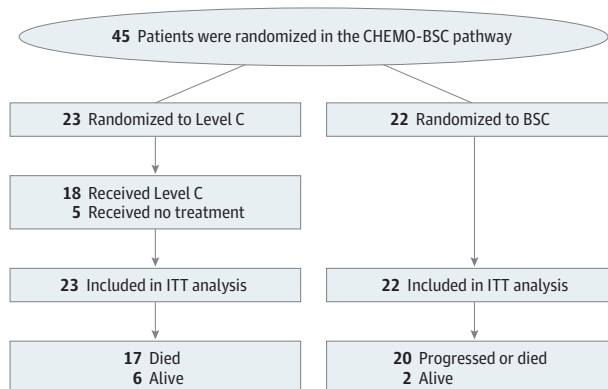 45 Patients were randomized in the CHEMO-BSC pathway
23 Randomized to Level C
22 Randomized to BSC
18 Received Level C
5 Received no treatment
23 Included in ITT analysis
22 Included in ITT analysis
17 Died
6 Alive
20 Progressed or died
2 Alive